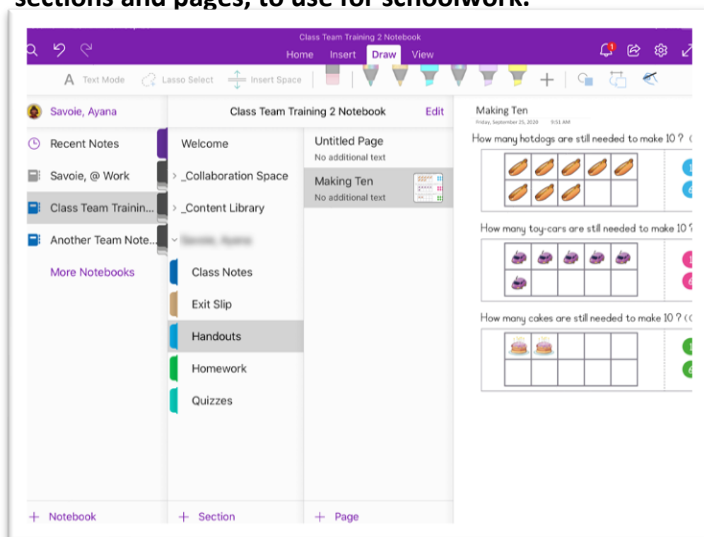 sections and pages, to use for schoolwork.
Class Team Training 2 Notebook
Home Insert Draw View
A Text Mode Lasso Select Insert Space
Savoie, Ayana
Class Team Training 2 Notebook Edit
Recent Notes
Savoie, @ Work
Class Team Trainin...
Another Team Note...
More Notebooks
+ Notebook
Welcome
> _Collaboration Space
> _Content Library
Class Notes
Exit Slip
Handouts
Homework
Quizzes
+ Section
Untitled Page
No additional text
Making Ten
No additional text
+ Page
Making Ten
Friday, September 25, 2020 9:51 AM
How many hotdogs are still needed to make 10 ?
How many toy-cars are still needed to make 10 ?
How many cakes are still needed to make 10 ?